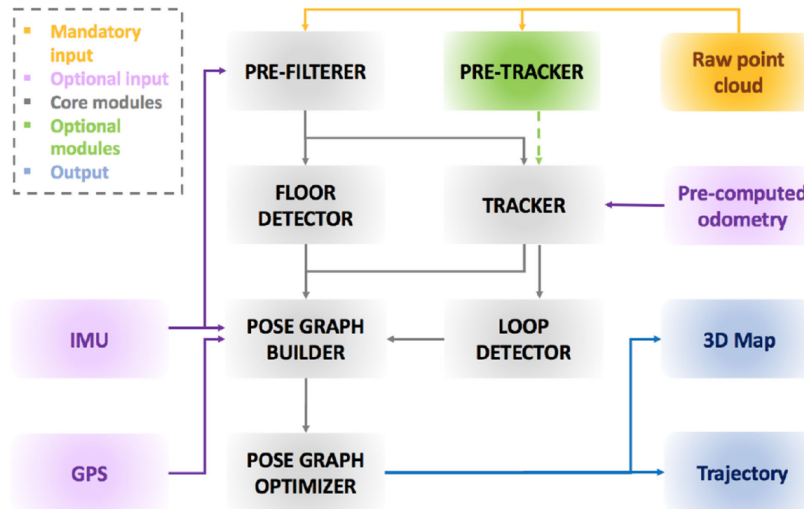 Mandatory
input
Optional input
Core modules
Optional
modules
Output
PRE-FILTERER
PRE-TRACKER
Raw point
cloud
FLOOR
DETECTOR
TRACKER
Pre-computed
odometry
IMU
POSE GRAPH
BUILDER
LOOP
DETECTOR
3D Map
GPS
POSE GRAPH
OPTIMIZER
Trajectory